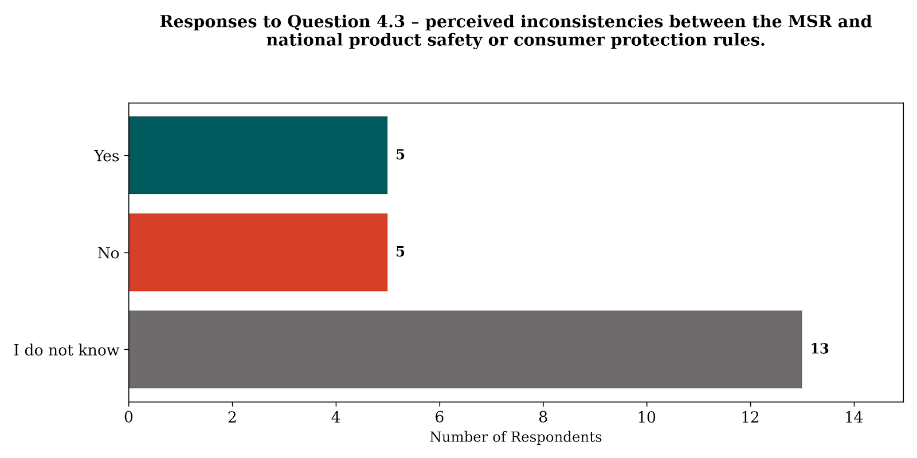 Responses to Question 4.3 – perceived inconsistencies between the MSR and
national product safety or consumer protection rules.
Yes
5
No
5
I do not know
13
0 2 4 6 8 10 12 14
Number of Respondents